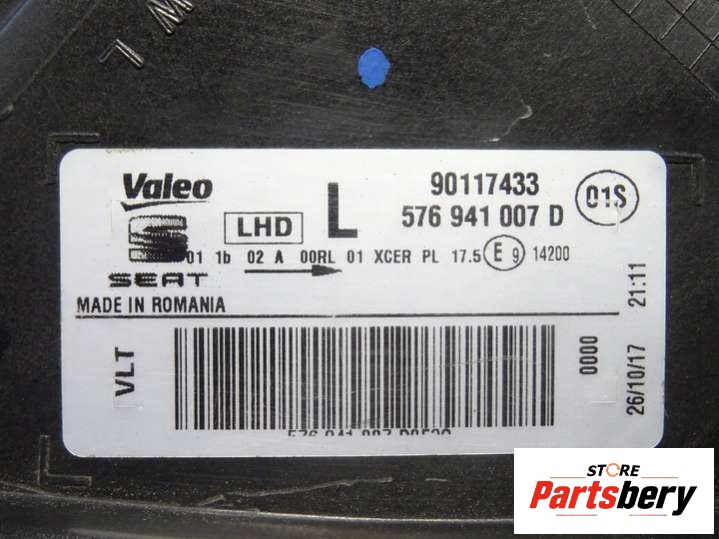 Valeo
LHD
L
90117433
576 941 007 D
01S
SEAT
01 1b 02 A 00RL 01 XCER PL 17.5 E 9 14200
MADE IN ROMANIA
VLT
0000
26/10/17 21:11
STORE
Partsbery